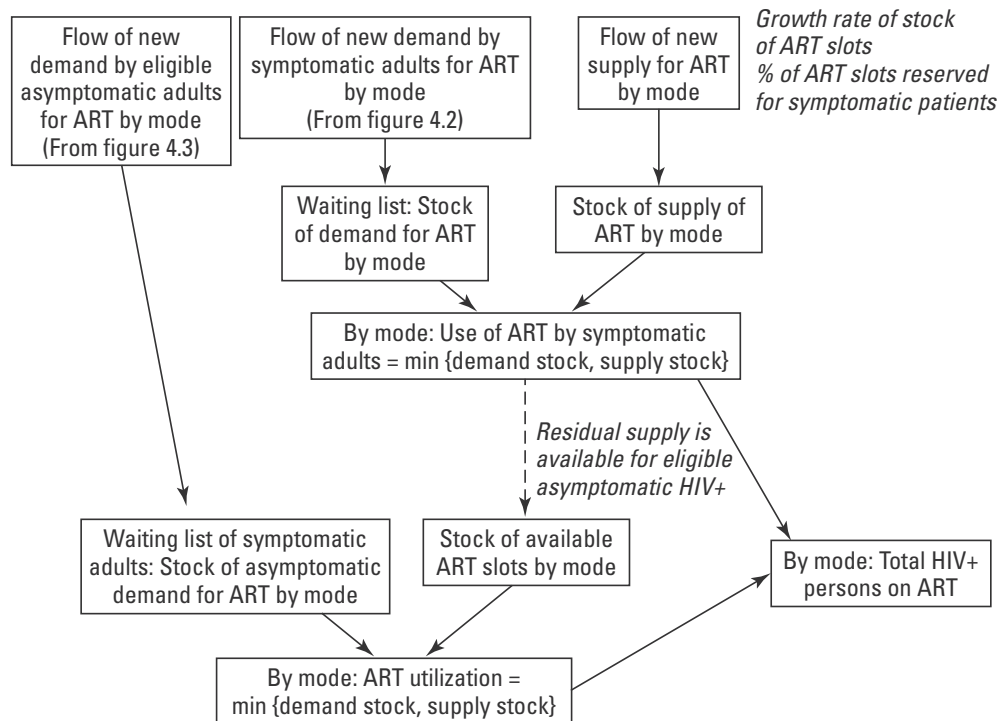 Flow of new
demand by eligible
asymptomatic adults
for ART by mode
(From figure 4.3)
Flow of new demand by
symptomatic adults for ART
by mode
(From figure 4.2)
Flow of new
supply for ART
by mode
Growth rate of stock
of ART slots
% of ART slots reserved
for symptomatic patients
Waiting list: Stock
of demand for ART
by mode
Stock of supply of
ART by mode
By mode: Use of ART by symptomatic
adults = min {demand stock, supply stock}
Residual supply is
available for eligible
asymptomatic HIV+
Waiting list of symptomatic
adults: Stock of asymptomatic
demand for ART by mode
Stock of available
ART slots by mode
By mode: Total HIV+
persons on ART
By mode: ART utilization =
min {demand stock, supply stock}